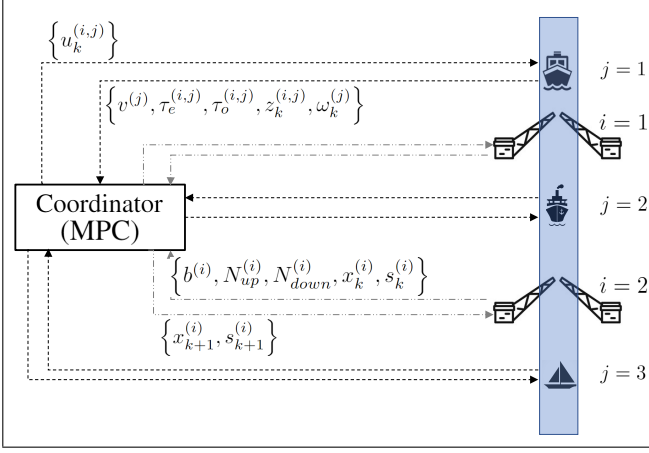 {u_k^{(i,j)}}
j = 1
{v^{(j)}, τ_e^{(i,j)}, τ_o^{(i,j)}, z_k^{(i,j)}, ω_k^{(j)}}
i = 1
Coordinator
(MPC)
j = 2
{b^{(i)}, N_{up}^{(i)}, N_{down}^{(i)}, x_k^{(i)}, s_k^{(i)}}
i = 2
{x_{k+1}^{(i)}, s_{k+1}^{(i)}}
j = 3